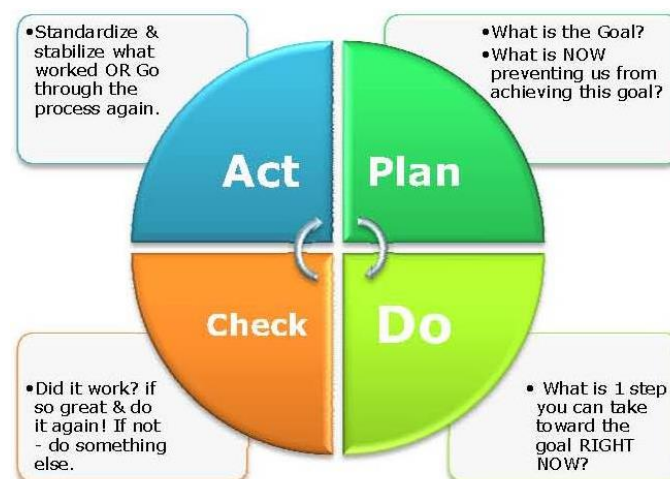 •Standardize &
stabilize what
worked OR Go
through the
process again.
•What is the Goal?
•What is NOW
preventing us from
achieving this goal?
Act
Plan
Check
Do
•Did it work? if
so great & do
it again! If not
- do something
else.
• What is 1 step
you can take
toward the
goal RIGHT
NOW?